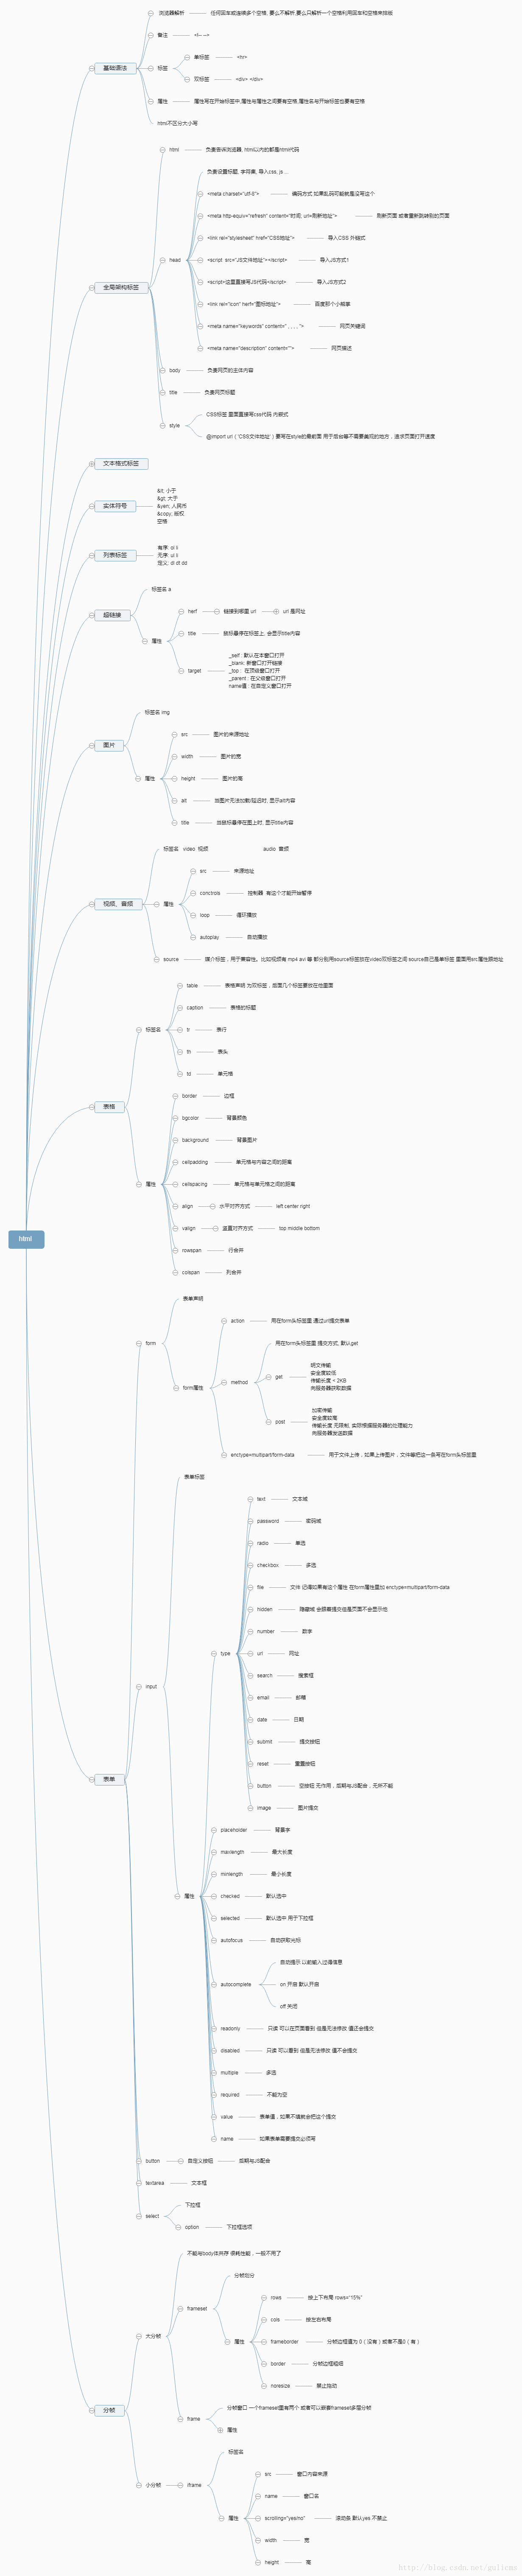 html
基础语法
浏览器解析
任何回车或连续多个空格, 要么不解析,要么只解析一个空格利用回车和空格来排版
备注
<!-- -->
标签
单标签
<hr>
双标签
<div> </div>
属性
属性写在开始标签中,属性与属性之间要有空格,属性名与开始标签也要有空格
html不区分大小写
全局架构标签
html
负责告诉浏览器, html以内的都是html代码
head
负责设置标题, 字符集, 导入css, js ...
<meta charset="utf-8">
编码方式 如果乱码可能就是没写这个
<meta http-equiv="refresh" content="时间, url=刷新地址">
刷新页面 或者重新跳转到的页面
<link rel="stylesheet" href="CSS地址">
导入CSS 外链式
<script src="JS文件地址"></script>
导入JS方式1
<script>这里直接写JS代码</script>
导入JS方式2
<link rel="icon" herf="图标地址">
百度那个小熊掌
<meta name="keywords" content=" , , , , ">
网页关键词
<meta name="description" content="">
网页描述
body
负责网页的主体内容
title
负责网页标题
style
CSS标签 里面直接写css代码 内嵌式
@import url ( 'CSS文件地址' ) 要写在style的最前面 用于后台等不需要美观的地方，追求页面打开速度
文本格式标签
实体符号
&lt; 小于
&gt; 大于
&yen; 人民币
&copy; 版权
空格
列表标签
有序: ol li
无序: ul li
定义: dl dt dd
超链接
标签名 a
属性
herf
链接到哪里 url
url 是网址
title
鼠标悬停在标签上, 会显示title内容
target
_self : 默认在本窗口打开
_blank: 新窗口打开链接
_top : 在顶级窗口打开
_parent : 在父级窗口打开
name值 : 在自定义窗口打开
图片
标签名 img
属性
src
图片的来源地址
width
图片的宽
height
图片的高
alt
当图片无法加载/延迟时, 显示alt内容
title
当鼠标悬停在图上时, 显示title内容
视频、音频
标签名 video 视频 audio 音频
属性
src
来源地址
conctrols
控制器 有这个才能开始暂停
loop
循环播放
autoplay
自动播放
source
媒介标签，用于兼容性。比如视频有 mp4 avi 等 都分别用source标签放在video双标签之间 source自己是单标签 里面用src属性跟地址
表格
标签名
table
表格声明 为双标签，后面几个标签要放在他里面
caption
表格的标题
tr
表行
th
表头
td
单元格
属性
border
边框
bgcolor
背景颜色
background
背景图片
cellpadding
单元格与内容之间的距离
cellspacing
单元格与单元格之间的距离
align
水平对齐方式
left center right
valign
竖直对齐方式
top middle bottom
rowspan
行合并
colspan
列合并
表单
form
表单声明
form属性
action
用在form头标签里 通过url提交表单
method
用在form头标签里 提交方式, 默认get
get
明文传输
安全度较低
传输长度 < 2KB
向服务器获取数据
post
加密传输
安全度较高
传输长度 无限制, 实际根据服务器的处理能力
向服务器发送数据
enctype=multipart/form-data
用于文件上传，如果上传图片，文件等把这一条写在form头标签里
input
表单标签
属性
type
text
文本域
password
密码域
radio
单选
checkbox
多选
file
文件 记得如果有这个属性 在form属性里加 enctype=multipart/form-data
hidden
隐藏域 会跟着提交但是页面不会显示他
number
数字
url
网址
search
搜索框
email
邮箱
date
日期
submit
提交按钮
reset
重置按钮
button
空按钮 无作用，后期与JS配合，无所不能
image
图片提交
placeholder
背景字
maxlength
最大长度
minlength
最小长度
checked
默认选中
selected
默认选中 用于下拉框
autofocus
自动获取光标
autocomplete
自动提示 以前输入过得信息
on 开启 默认开启
off 关闭
readonly
只读 可以在页面看到 但是无法修改 值还会提交
disabled
只读 可以看到 但是无法修改 值不会提交
multiple
多选
required
不能为空
value
表单值，如果不填就会把这个提交
name
如果表单需要提交必须写
button
自定义按钮
后期与JS配合
textarea
文本框
select
下拉框
option
下拉框选项
分帧
大分帧
不能与body体共存 很耗性能，一般不用了
frameset
分帧划分
属性
rows
按上下布局 rows="15%"
cols
按左右布局
frameborder
分帧边框值为 0 ( 没有 ) 或者不是0 ( 有 )
border
分帧边框粗细
noresize
禁止拖动
frame
分帧窗口 一个frameset里有两个 或者可以嵌套frameset多层分帧
属性
小分帧
iframe
标签名
属性
src
窗口内容来源
name
窗口名
scrolling="yes/no"
滚动条 默认yes 不禁止
width
宽
height
高